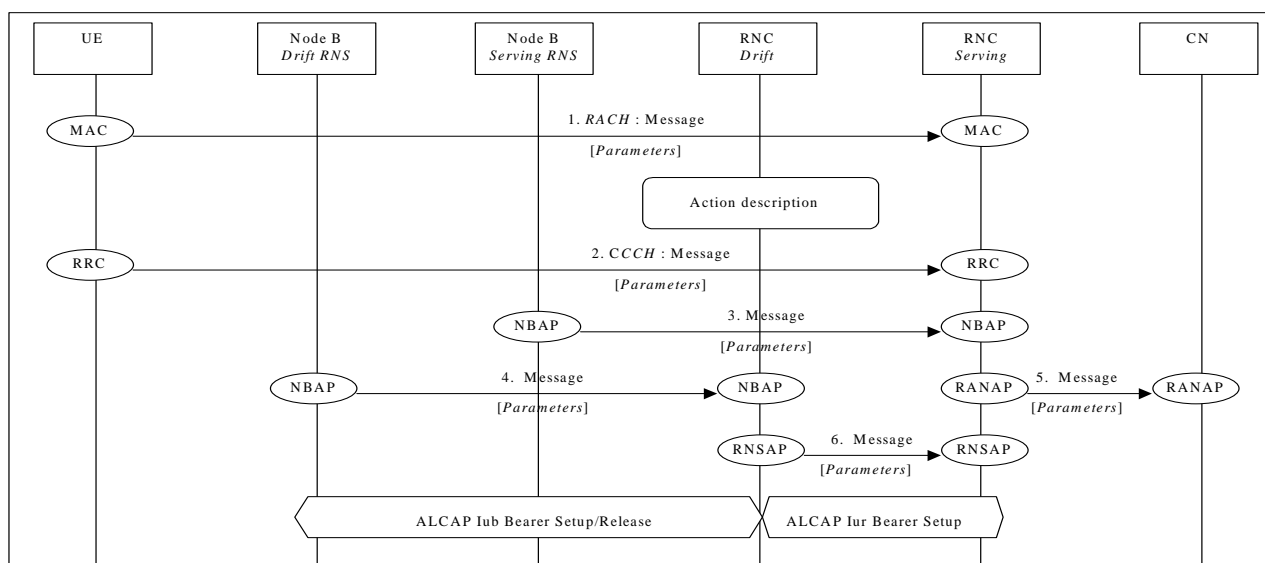 UE
Node B
Drift RNS
Node B
Serving RNS
RNC
Drift
RNC
Serving
CN
MAC
1. RACH : Message
[Parameters]
MAC
Action description
RRC
2. CCCH : Message
[Parameters]
RRC
NBAP
3. Message
[Parameters]
NBAP
NBAP
4. Message
[Parameters]
NBAP
RANAP
5. Message
[Parameters]
RANAP
RNSAP
6. Message
[Parameters]
RNSAP
ALCAP Iub Bearer Setup/Release
ALCAP Iur Bearer Setup